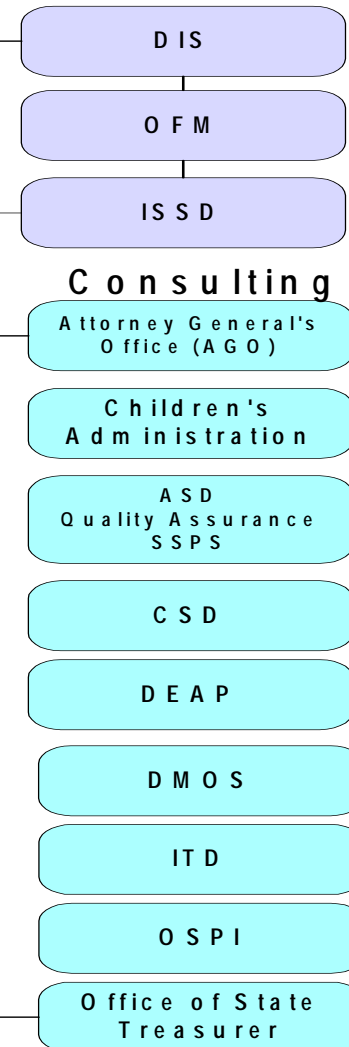 DIS
OFM
ISSD
Consulting
Attorney General's
Office (AGO)
Children's
Administration
ASD
Quality Assurance
SSPS
CSD
DEAP
DMOS
ITD
OSPI
Office of State
Treasurer